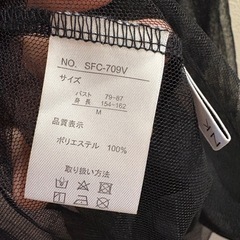 NO. SFC-709V
サイズ
バスト 79-87
身長 154-162
M
品質表示
ポリエステル 100%
取り扱い方法